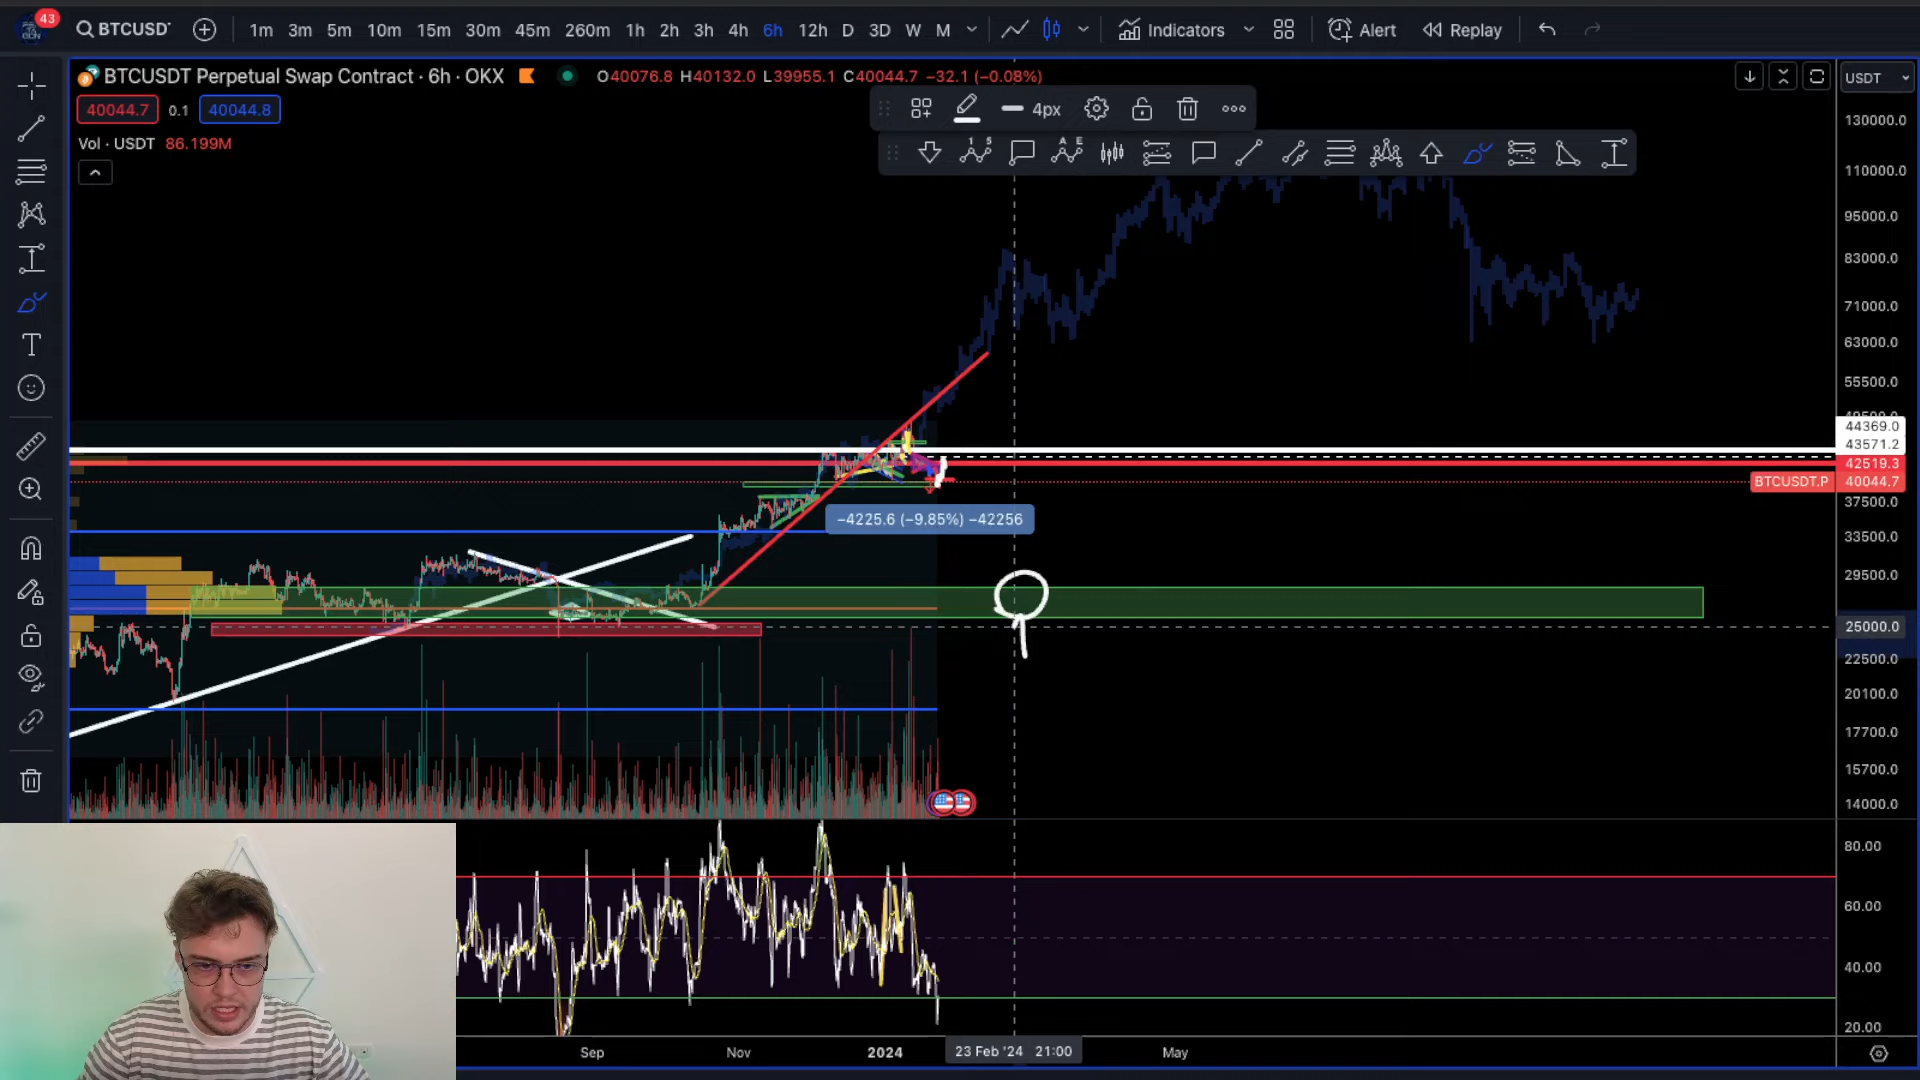 43
BTCUSDT
1m 3m 5m 10m 15m 30m 45m 260m 1h 2h 3h 4h 6h 12h D 3D W M
Indicators
Alert
Replay
BTCUSDT Perpetual Swap Contract · 6h · OKX
O40076.8 H40132.0 L39955.1 C40044.7 −32.1 (−0.08%)
USDT
40044.7 0.1 40044.8
4px
Vol · USDT 86.199M
130000.0
110000.0
95000.0
83000.0
71000.0
63000.0
55500.0
44369.0
43571.2
42519.3
BTCUSDT.P 40044.7
37500.0
−4225.6 (−9.85%) −42256
33500.0
29500.0
25000.0
22500.0
20100.0
17700.0
15700.0
14000.0
80.00
60.00
40.00
20.00
Sep Nov 2024 23 Feb '24 21:00 May